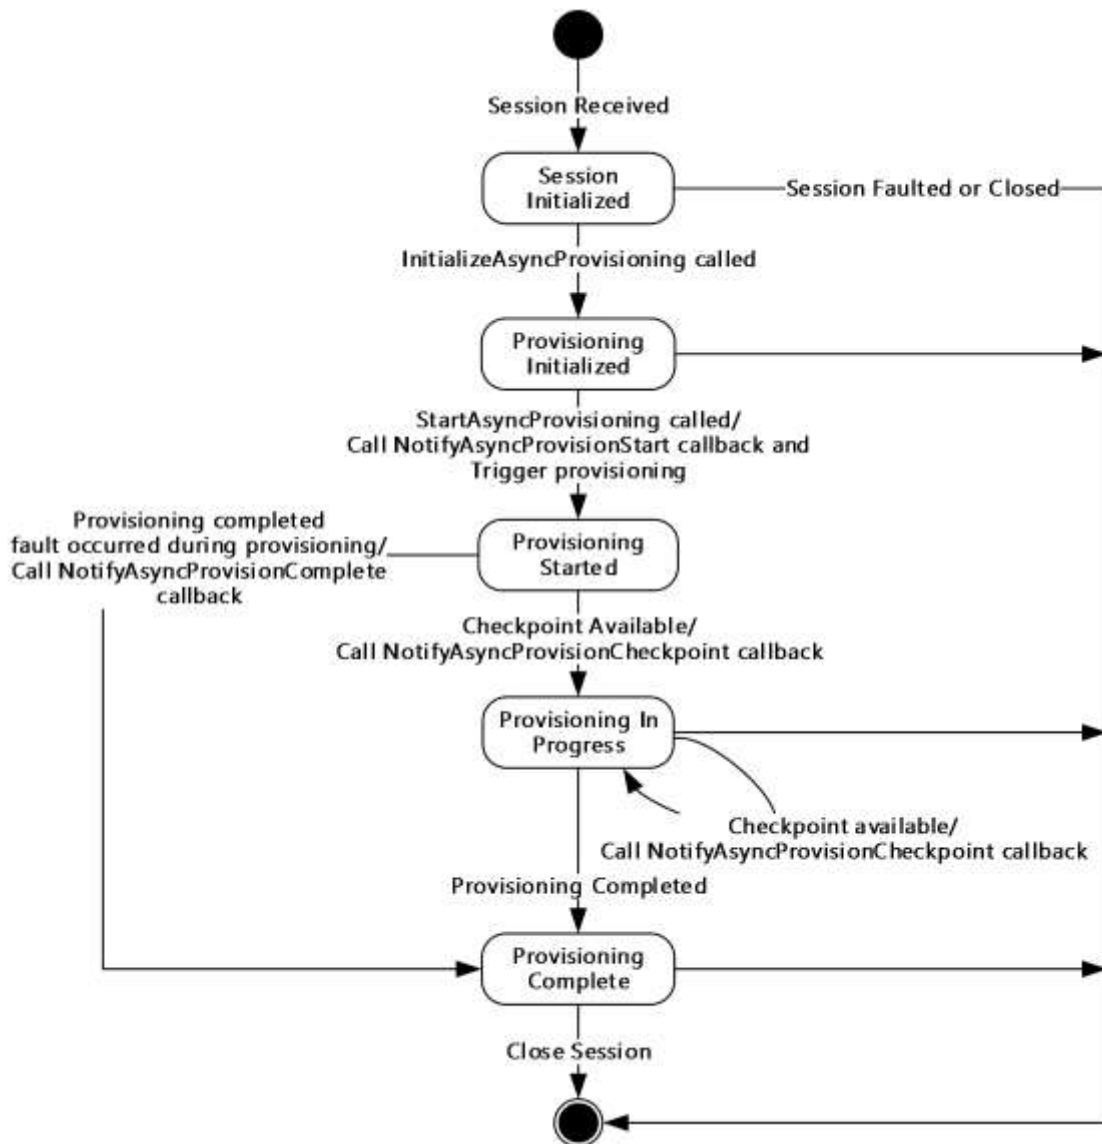 Session Received
Session
Initialized
Session Faulted or Closed
InitializeAsyncProvisioning called
Provisioning
Initialized
StartAsyncProvisioning called/
Call NotifyAsyncProvisionStart callback and
Trigger provisioning
Provisioning completed
fault occurred during provisioning/
Call NotifyAsyncProvisionComplete
callback
Provisioning
Started
Checkpoint Available/
Call NotifyAsyncProvisionCheckpoint callback
Provisioning In
Progress
Checkpoint available/
Call NotifyAsyncProvisionCheckpoint callback
Provisioning Completed
Provisioning
Complete
Close Session